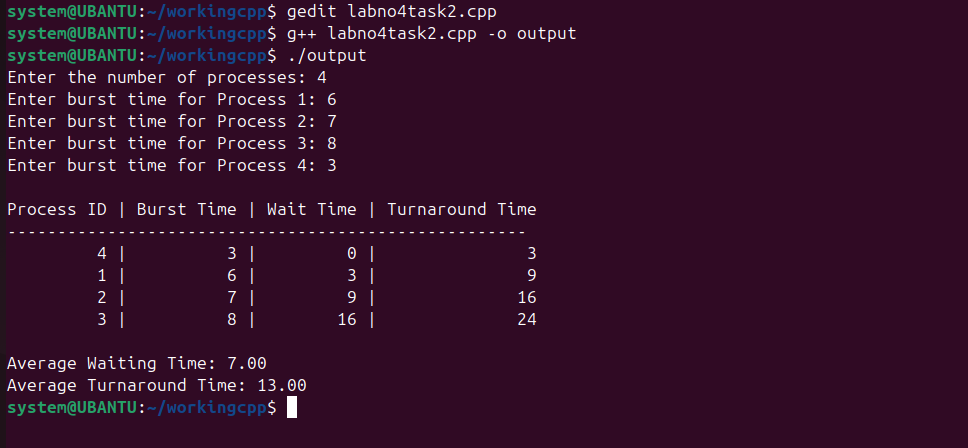 system@UBANTU:~/workingcpp$ gedit labno4task2.cpp
system@UBANTU:~/workingcpp$ g++ labno4task2.cpp -o output
system@UBANTU:~/workingcpp$ ./output
Enter the number of processes: 4
Enter burst time for Process 1: 6
Enter burst time for Process 2: 7
Enter burst time for Process 3: 8
Enter burst time for Process 4: 3

Process ID | Burst Time | Wait Time | Turnaround Time
----------------------------------------------------
         4 |          3 |         0 |               3
         1 |          6 |         3 |               9
         2 |          7 |         9 |              16
         3 |          8 |        16 |              24

Average Waiting Time: 7.00
Average Turnaround Time: 13.00
system@UBANTU:~/workingcpp$